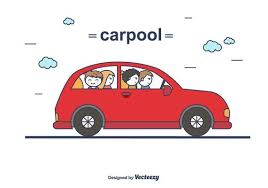 = carpool =
Designed by Vecteezy